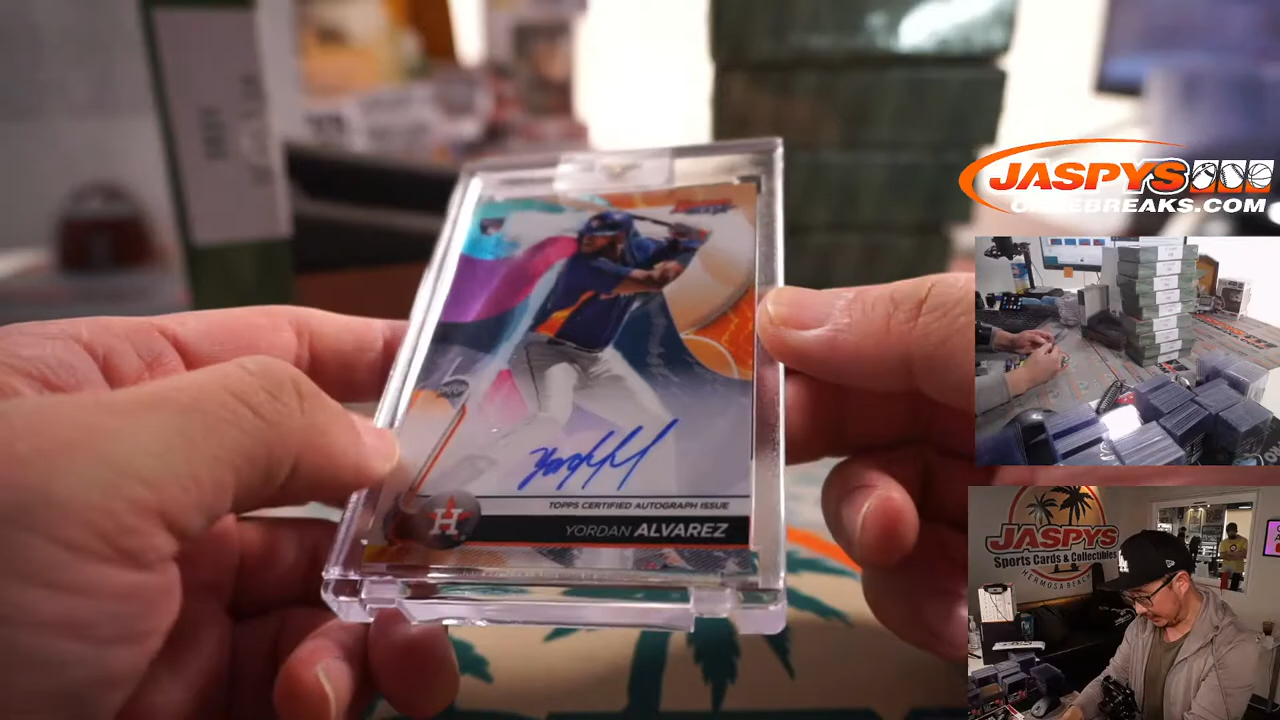 JASPYS
CASEBREAKS.COM
TOPPS CERTIFIED AUTOGRAPH ISSUE
YORDAN ALVAREZ
H
JASPYS
Sports Cards & Collectibles
HERMOSA BEACH